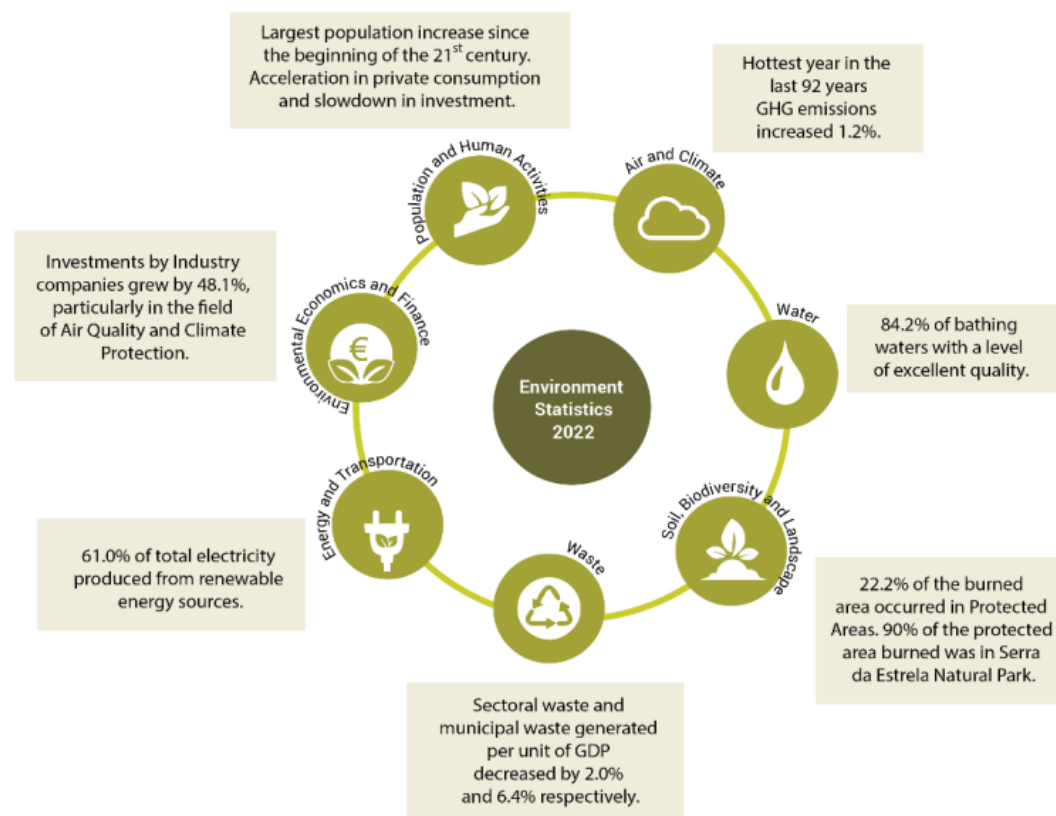 Largest population increase since
the beginning of the 21st century.
Acceleration in private consumption
and slowdown in investment.
Population and Human Activities
Hottest year in the
last 92 years
GHG emissions
increased 1.2%.
Air and Climate
Water
84.2% of bathing
waters with a level
of excellent quality.
Soil, Biodiversity and Landscape
22.2% of the burned
area occurred in Protected
Areas. 90% of the protected
area burned was in Serra
da Estrela Natural Park.
Waste
Sectoral waste and
municipal waste generated
per unit of GDP
decreased by 2.0%
and 6.4% respectively.
Energy and Transportation
61.0% of total electricity
produced from renewable
energy sources.
Environmental Economics and Finance
€
Investments by Industry
companies grew by 48.1%,
particularly in the field
of Air Quality and Climate
Protection.
Environment
Statistics
2022